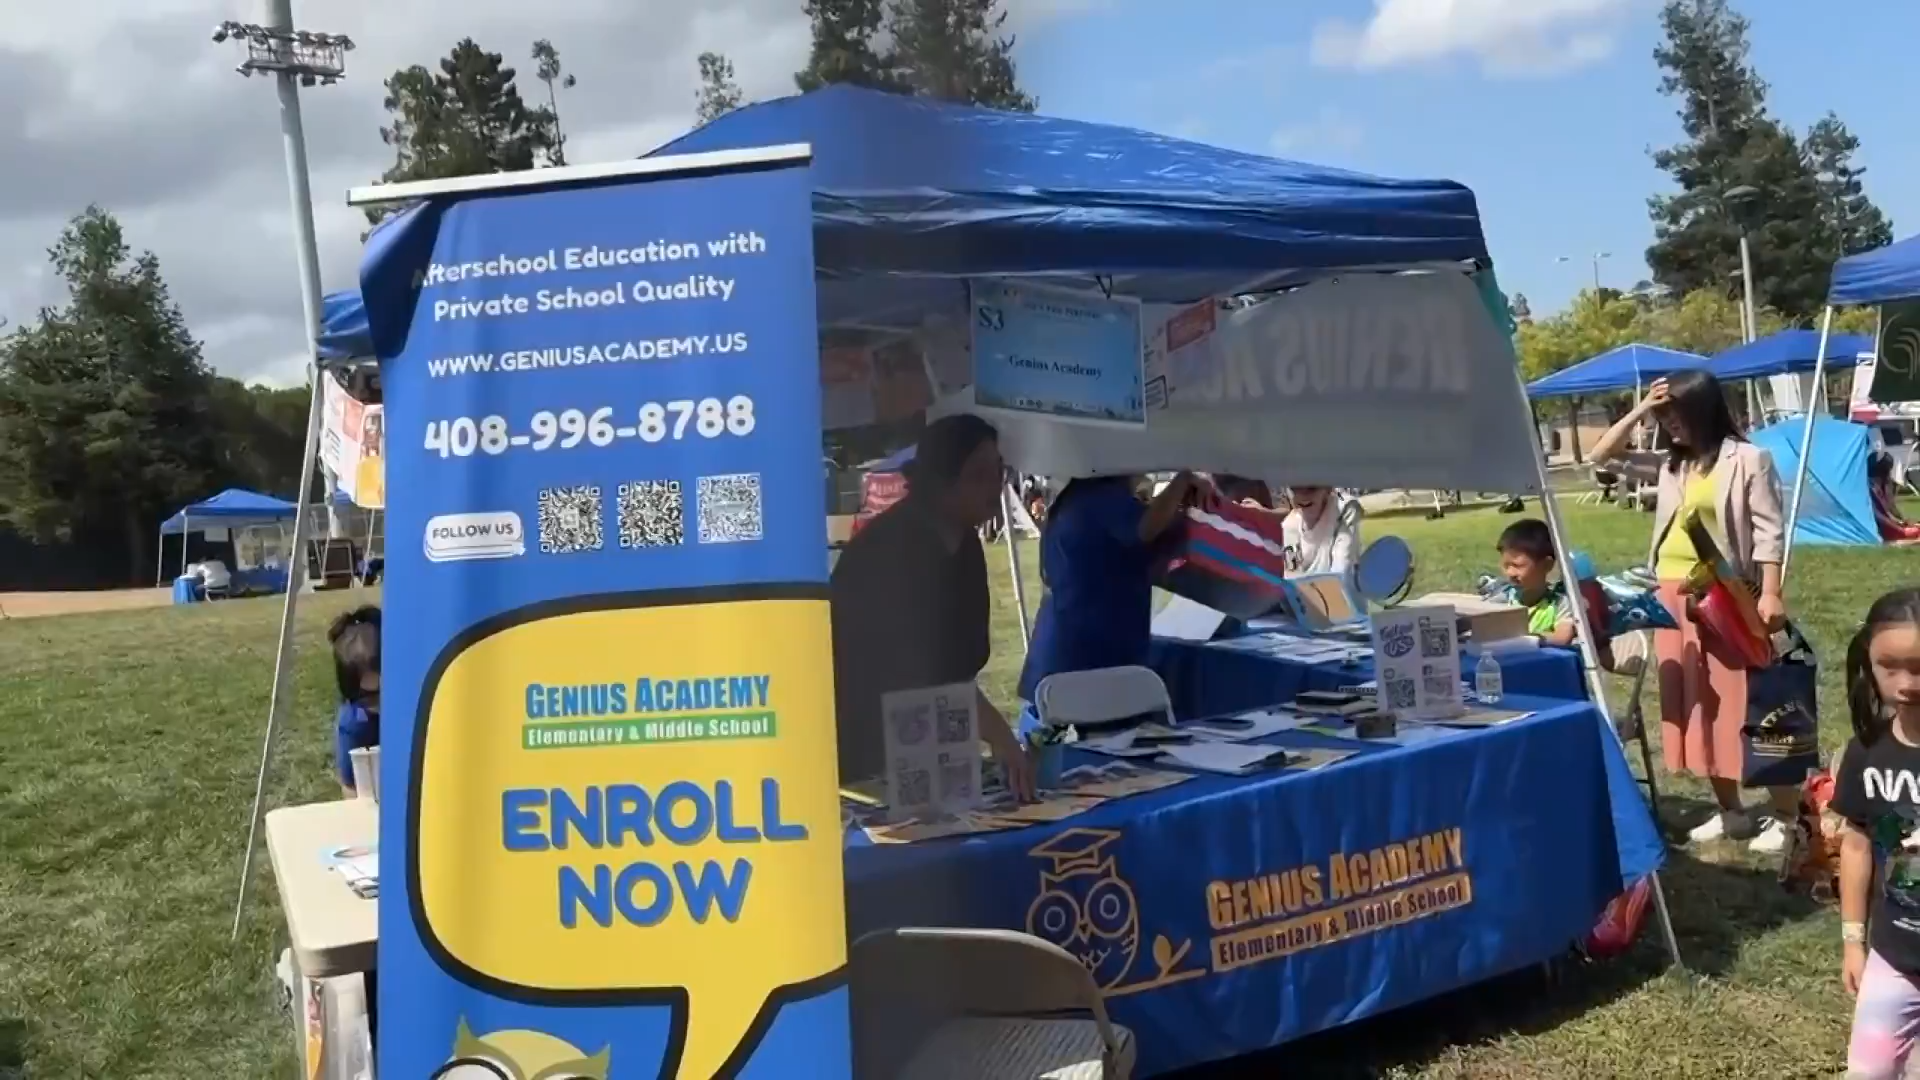 Afterschool Education with
Private School Quality
WWW.GENIUSACADEMY.US
408-996-8788
FOLLOW US
GENIUS ACADEMY
Elementary & Middle School
ENROLL
NOW
S3
Genius Academy
GENIUS ACADEMY
Elementary & Middle School